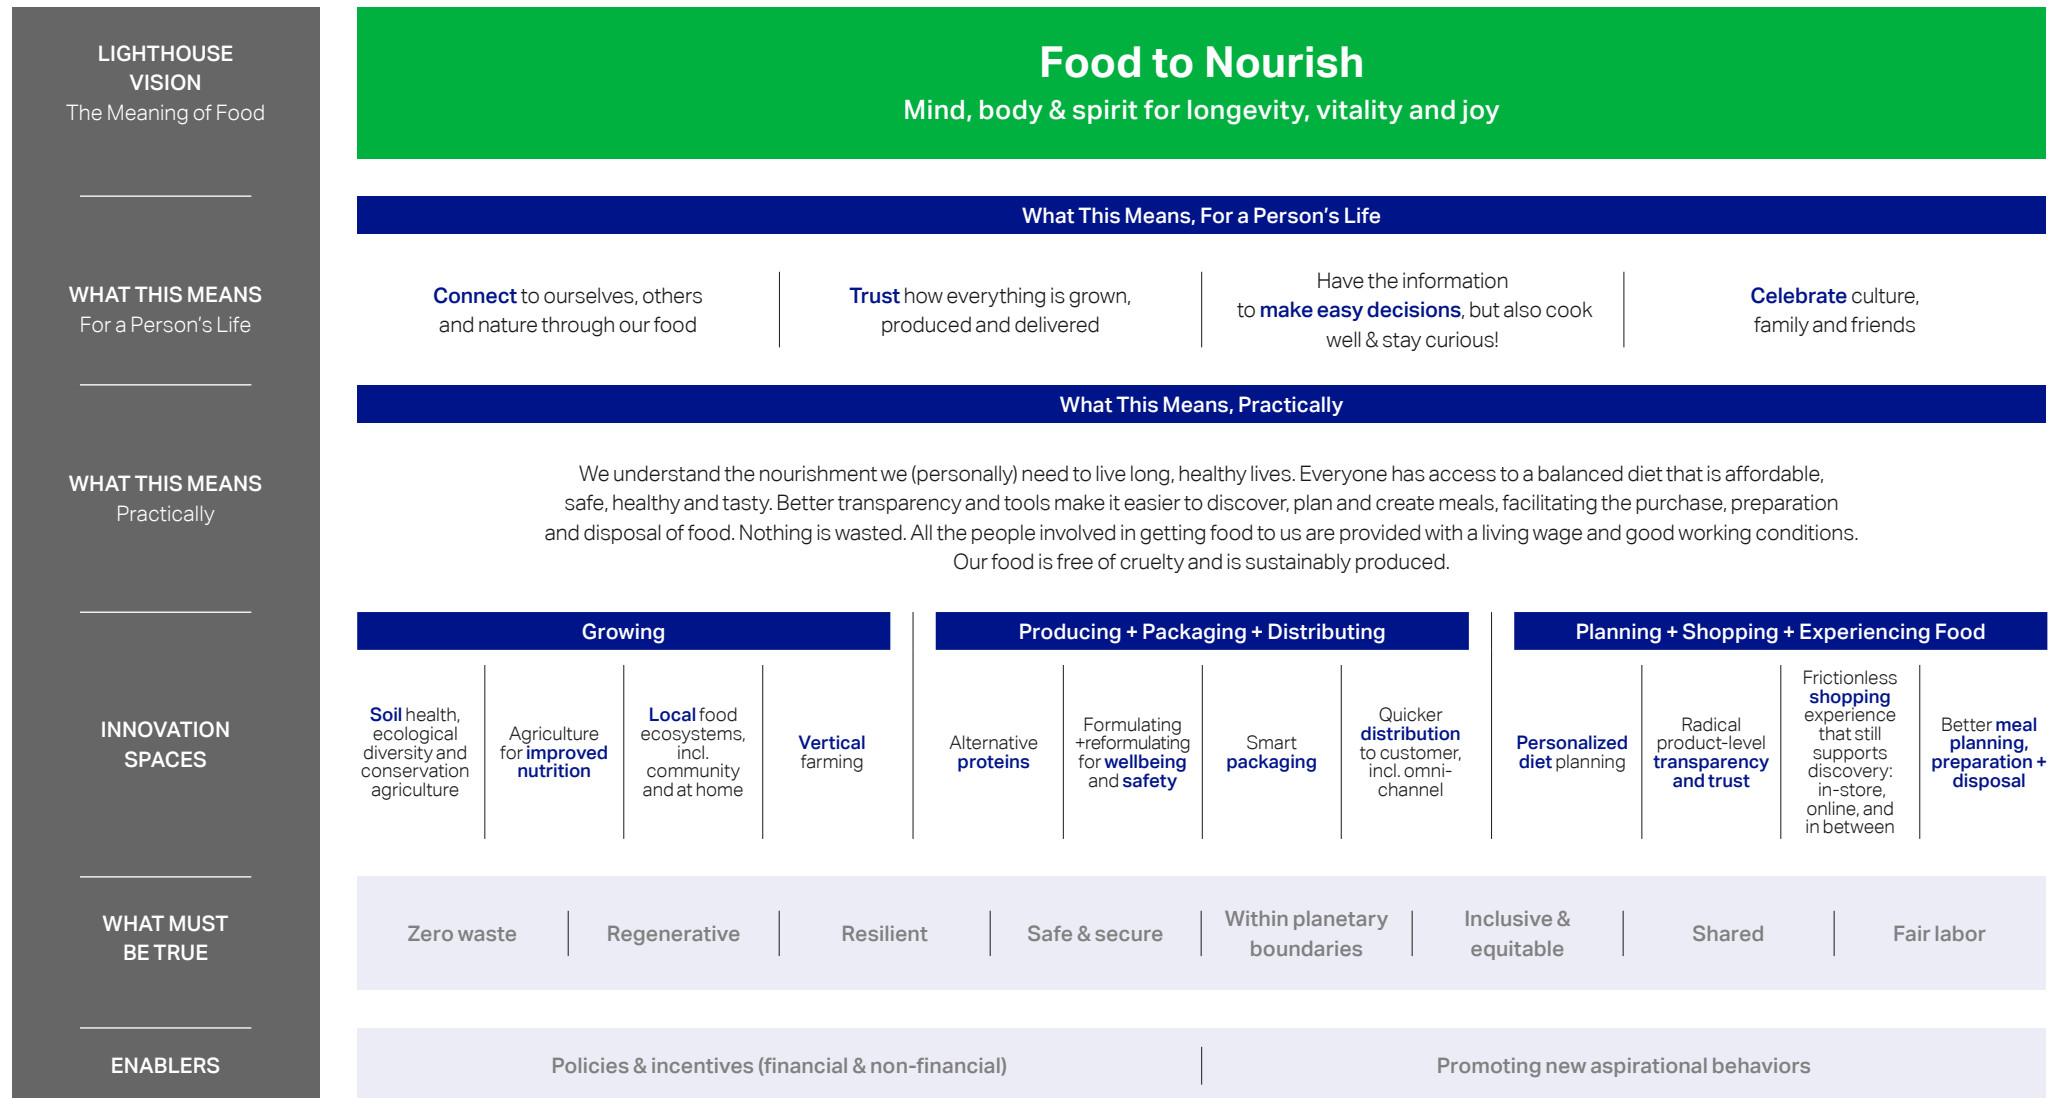 LIGHTHOUSE
VISION
The Meaning of Food
Food to Nourish
Mind, body & spirit for longevity, vitality and joy
What This Means, For a Person's Life
WHAT THIS MEANS
For a Person's Life
Connect to ourselves, others
and nature through our food
Trust how everything is grown,
produced and delivered
Have the information
to make easy decisions, but also cook
well & stay curious!
Celebrate culture,
family and friends
What This Means, Practically
WHAT THIS MEANS
Practically
We understand the nourishment we (personally) need to live long, healthy lives. Everyone has access to a balanced diet that is affordable,
safe, healthy and tasty. Better transparency and tools make it easier to discover, plan and create meals, facilitating the purchase, preparation
and disposal of food. Nothing is wasted. All the people involved in getting food to us are provided with a living wage and good working conditions.
Our food is free of cruelty and is sustainably produced.
INNOVATION
SPACES
Growing
Soil health,
ecological
diversity and
conservation
agriculture
Agriculture
for improved
nutrition
Local food
ecosystems,
incl.
community
and at home
Vertical
farming
Producing + Packaging + Distributing
Alternative
proteins
Formulating
+reformulating
for wellbeing
and safety
Smart
packaging
Quicker
distribution
to customer,
incl. omni-
channel
Planning + Shopping + Experiencing Food
Personalized
diet planning
Radical
product-level
transparency
and trust
Frictionless
shopping
experience
that still
supports
discovery:
in-store,
online, and
in between
Better meal
planning,
preparation +
disposal
WHAT MUST
BE TRUE
Zero waste
Regenerative
Resilient
Safe & secure
Within planetary
boundaries
Inclusive &
equitable
Shared
Fair labor
ENABLERS
Policies & incentives (financial & non-financial)
Promoting new aspirational behaviors